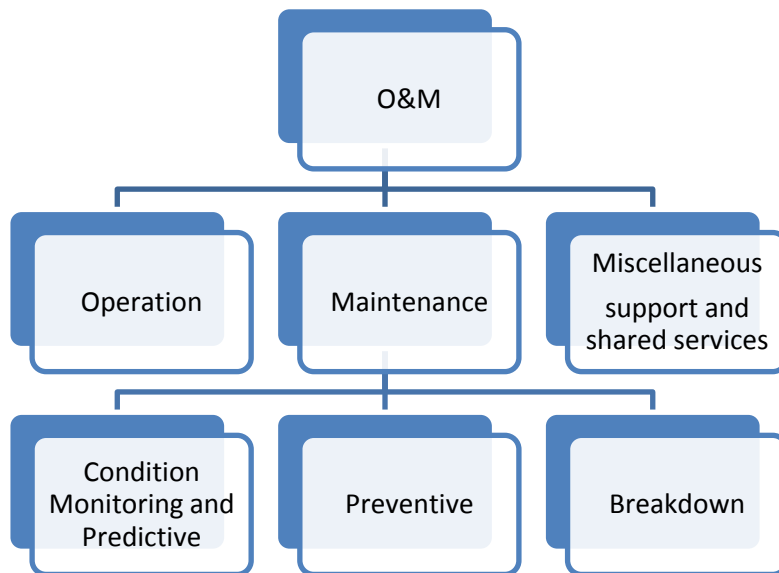 O&M
Operation
Maintenance
Miscellaneous
support and
shared services
Condition
Monitoring and
Predictive
Preventive
Breakdown